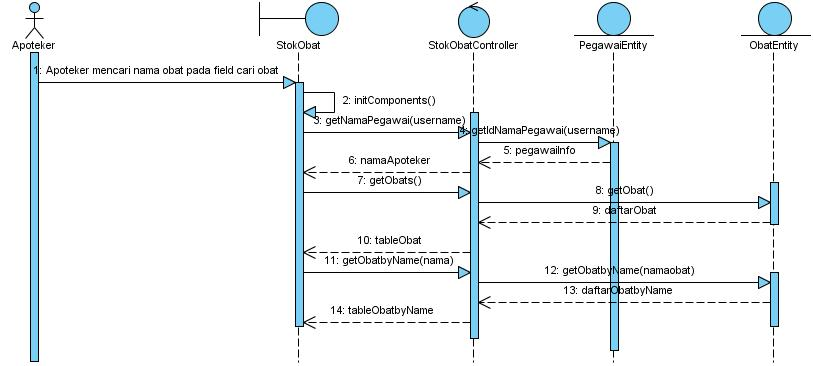 Apoteker
StokObat
StokObatController
PegawaiEntity
ObatEntity
1: Apoteker mencari nama obat pada field cari obat
2: initComponents()
3: getNamaPegawai(username)
4: getIdNamaPegawai(username)
5: pegawaiInfo
6: namaApoteker
7: getObats()
8: getObat()
9: daftarObat
10: tableObat
11: getObatbyName(nama)
12: getObatbyName(namaobat)
13: daftarObatbyName
14: tableObatbyName